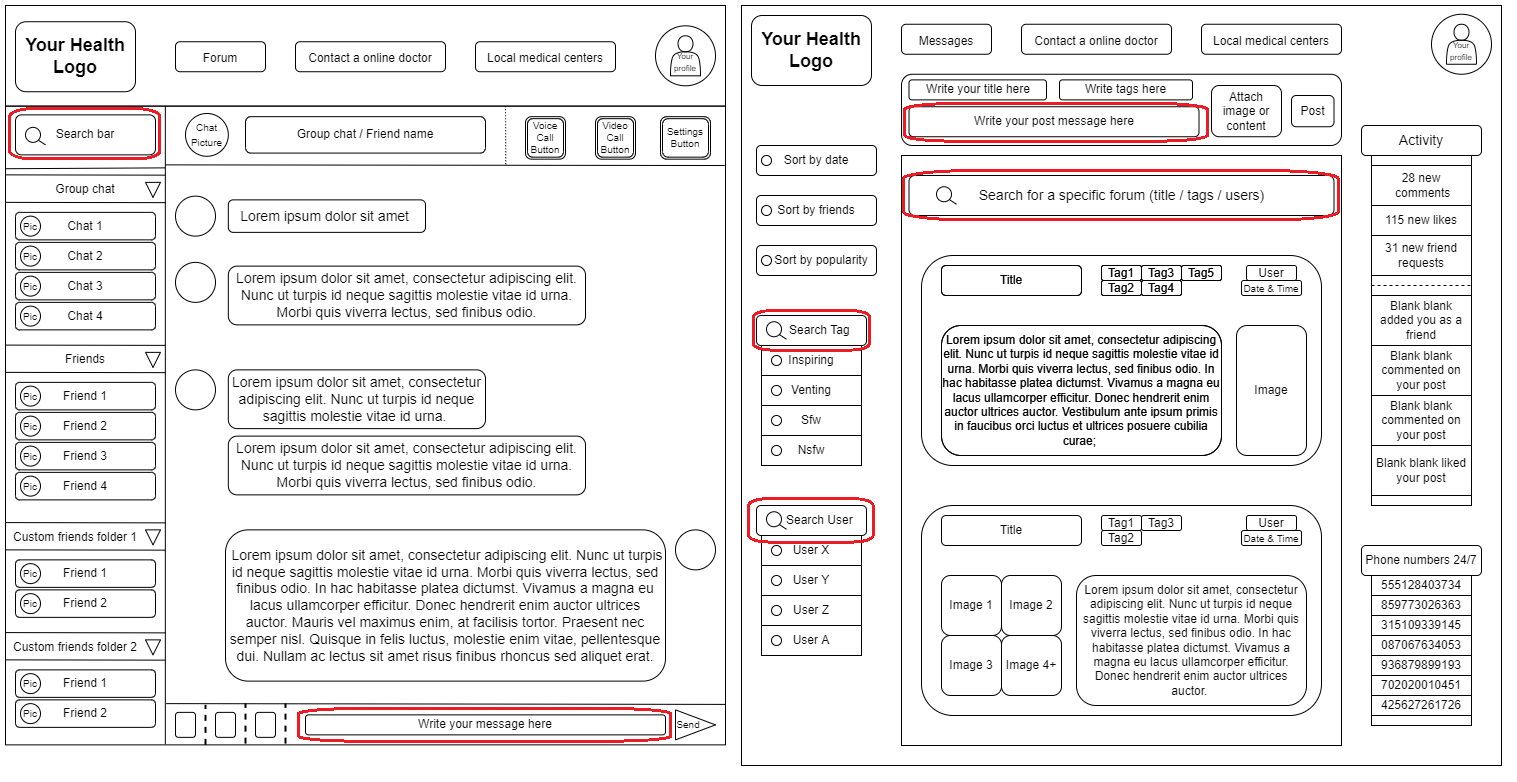 Your Health
Logo
Forum
Contact a online doctor
Local medical centers
Your
profile
Search bar
Chat
Picture
Group chat / Friend name
Voice
Call
Button
Video
Call
Button
Settings
Button
Group chat
Pic
Chat 1
Pic
Chat 2
Pic
Chat 3
Pic
Chat 4
Friends
Pic
Friend 1
Pic
Friend 2
Pic
Friend 3
Pic
Friend 4
Custom friends folder 1
Pic
Friend 1
Pic
Friend 2
Custom friends folder 2
Pic
Friend 1
Pic
Friend 2
Lorem ipsum dolor sit amet
Lorem ipsum dolor sit amet, consectetur adipiscing elit.
Nunc ut turpis id neque sagittis molestie vitae id urna.
Morbi quis viverra lectus, sed finibus odio.
Lorem ipsum dolor sit amet, consectetur
adipiscing elit. Nunc ut turpis id neque
sagittis molestie vitae id urna.
Lorem ipsum dolor sit amet, consectetur adipiscing elit.
Nunc ut turpis id neque sagittis molestie vitae id urna.
Morbi quis viverra lectus, sed finibus odio.
Lorem ipsum dolor sit amet, consectetur adipiscing elit. Nunc ut turpis
id neque sagittis molestie vitae id urna. Morbi quis viverra lectus, sed
finibus odio. In hac habitasse platea dictumst. Vivamus a magna eu
lacus ullamcorper efficitur. Donec hendrerit enim auctor ultrices
auctor. Mauris vel maximus enim, at facilisis tortor. Praesent nec
semper nisl. Quisque in felis luctus, molestie enim vitae, pellentesque
dui. Nullam ac lectus sit amet risus finibus rhoncus sed aliquet erat.
Write your message here
Send
Your Health
Logo
Messages
Contact a online doctor
Local medical centers
Your
profile
Write your title here
Write tags here
Write your post message here
Attach
image or
content
Post
Sort by date
Sort by friends
Sort by popularity
Search Tag
Inspiring
Venting
Sfw
Nsfw
Search User
User X
User Y
User Z
User A
Search for a specific forum (title / tags / users)
Title
Tag1
Tag3
Tag5
Tag2
Tag4
User
Date & Time
Lorem ipsum dolor sit amet, consectetur adipiscing
elit. Nunc ut turpis id neque sagittis molestie vitae id
urna. Morbi quis viverra lectus, sed finibus odio. In
hac habitasse platea dictumst. Vivamus a magna eu
lacus ullamcorper efficitur. Donec hendrerit enim
auctor ultrices auctor. Vestibulum ante ipsum primis
in faucibus orci luctus et ultrices posuere cubilia
curae;
Image
Title
Tag1
Tag3
Tag2
User
Date & Time
Image 1
Image 2
Image 3
Image 4+
Lorem ipsum dolor sit amet, consectetur
adipiscing elit. Nunc ut turpis id neque
sagittis molestie vitae id urna. Morbi quis
viverra lectus, sed finibus odio. In hac
habitasse platea dictumst. Vivamus a
magna eu lacus ullamcorper efficitur.
Donec hendrerit enim auctor ultrices
auctor.
Activity
28 new
comments
115 new likes
31 new friend
requests
Blank blank
added you as a
friend
Blank blank
commented on
your post
Blank blank
commented on
your post
Blank blank liked
your post
Phone numbers 24/7
555128403734
859773026363
315109339145
087067634053
936879899193
702020010451
425627261726